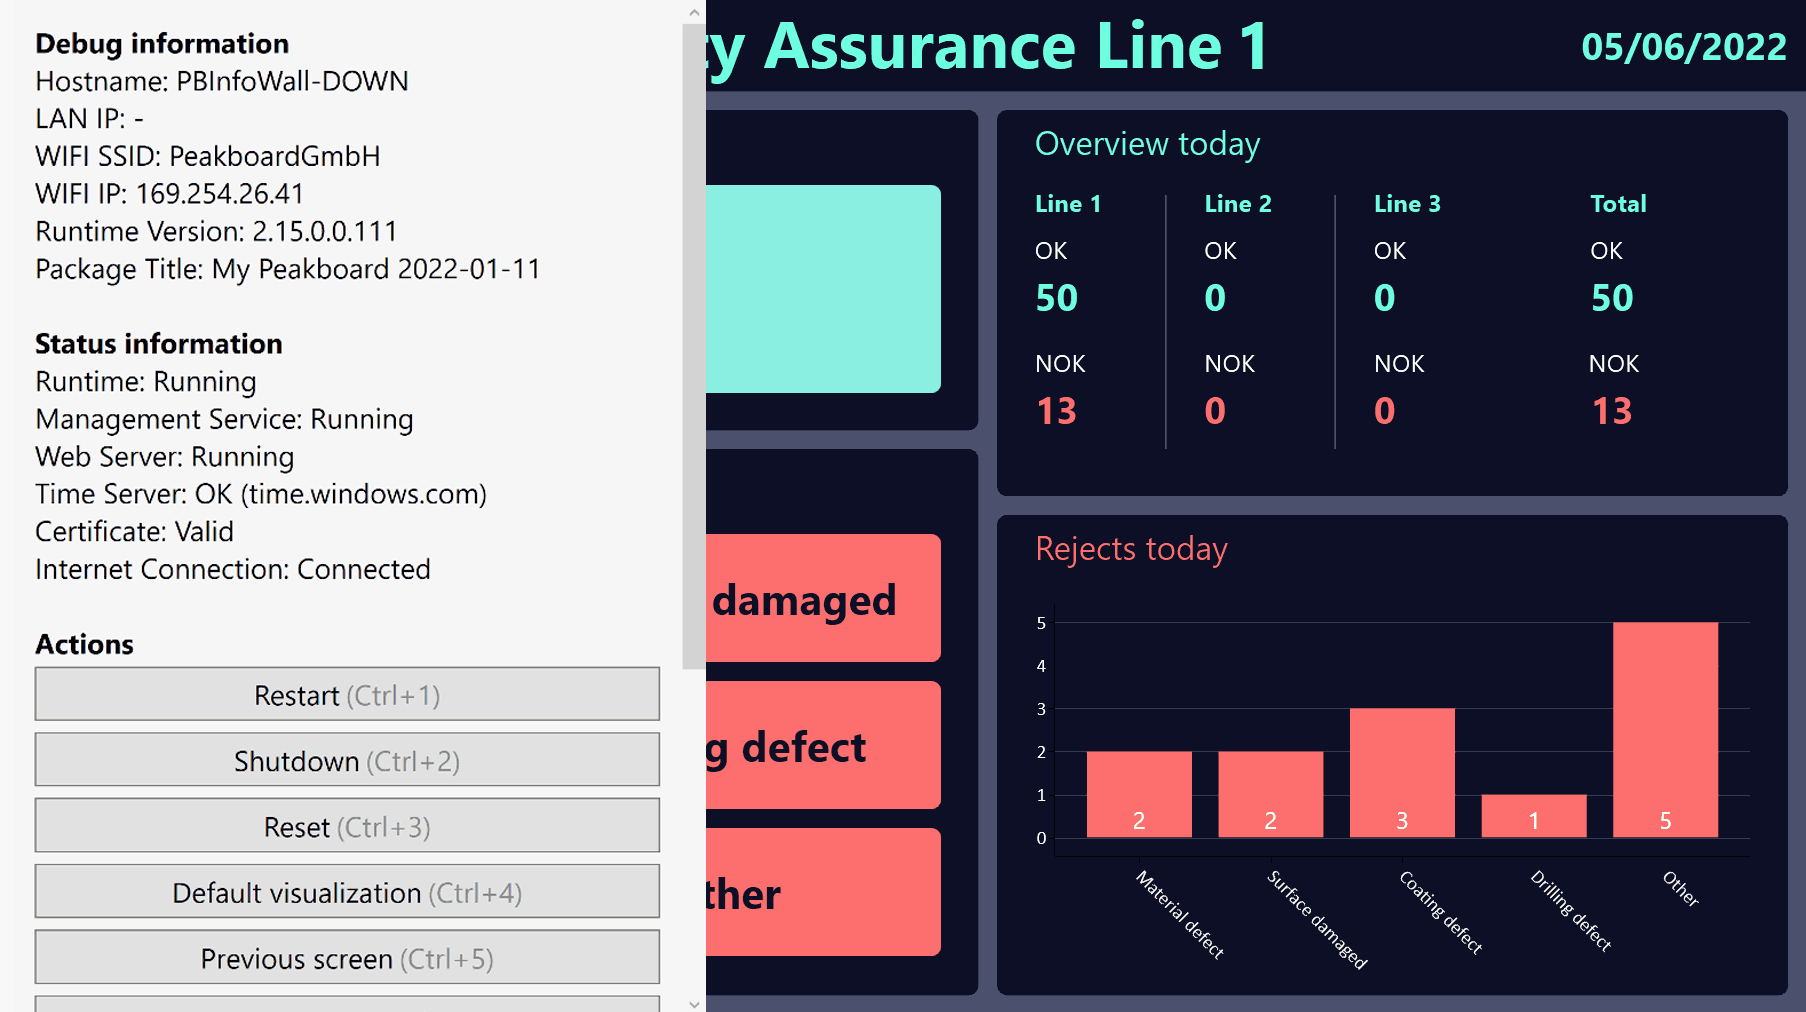 Debug information
Hostname: PBInfoWall-DOWN
LAN IP: -
WIFI SSID: PeakboardGmbH
WIFI IP: 169.254.26.41
Runtime Version: 2.15.0.0.111
Package Title: My Peakboard 2022-01-11
Status information
Runtime: Running
Management Service: Running
Web Server: Running
Time Server: OK (time.windows.com)
Certificate: Valid
Internet Connection: Connected
Actions
Restart (Ctrl+1)
Shutdown (Ctrl+2)
Reset (Ctrl+3)
Default visualization (Ctrl+4)
Previous screen (Ctrl+5)
ty Assurance Line 1
05/06/2022
damaged
g defect
ther
Overview today
Line 1 Line 2 Line 3 Total
OK OK OK OK
50 0 0 50
NOK NOK NOK NOK
13 0 0 13
Rejects today
5
4
3
2
1
0
2 2 3 1 5
Material defect
Surface damaged
Coating defect
Drilling defect
Other